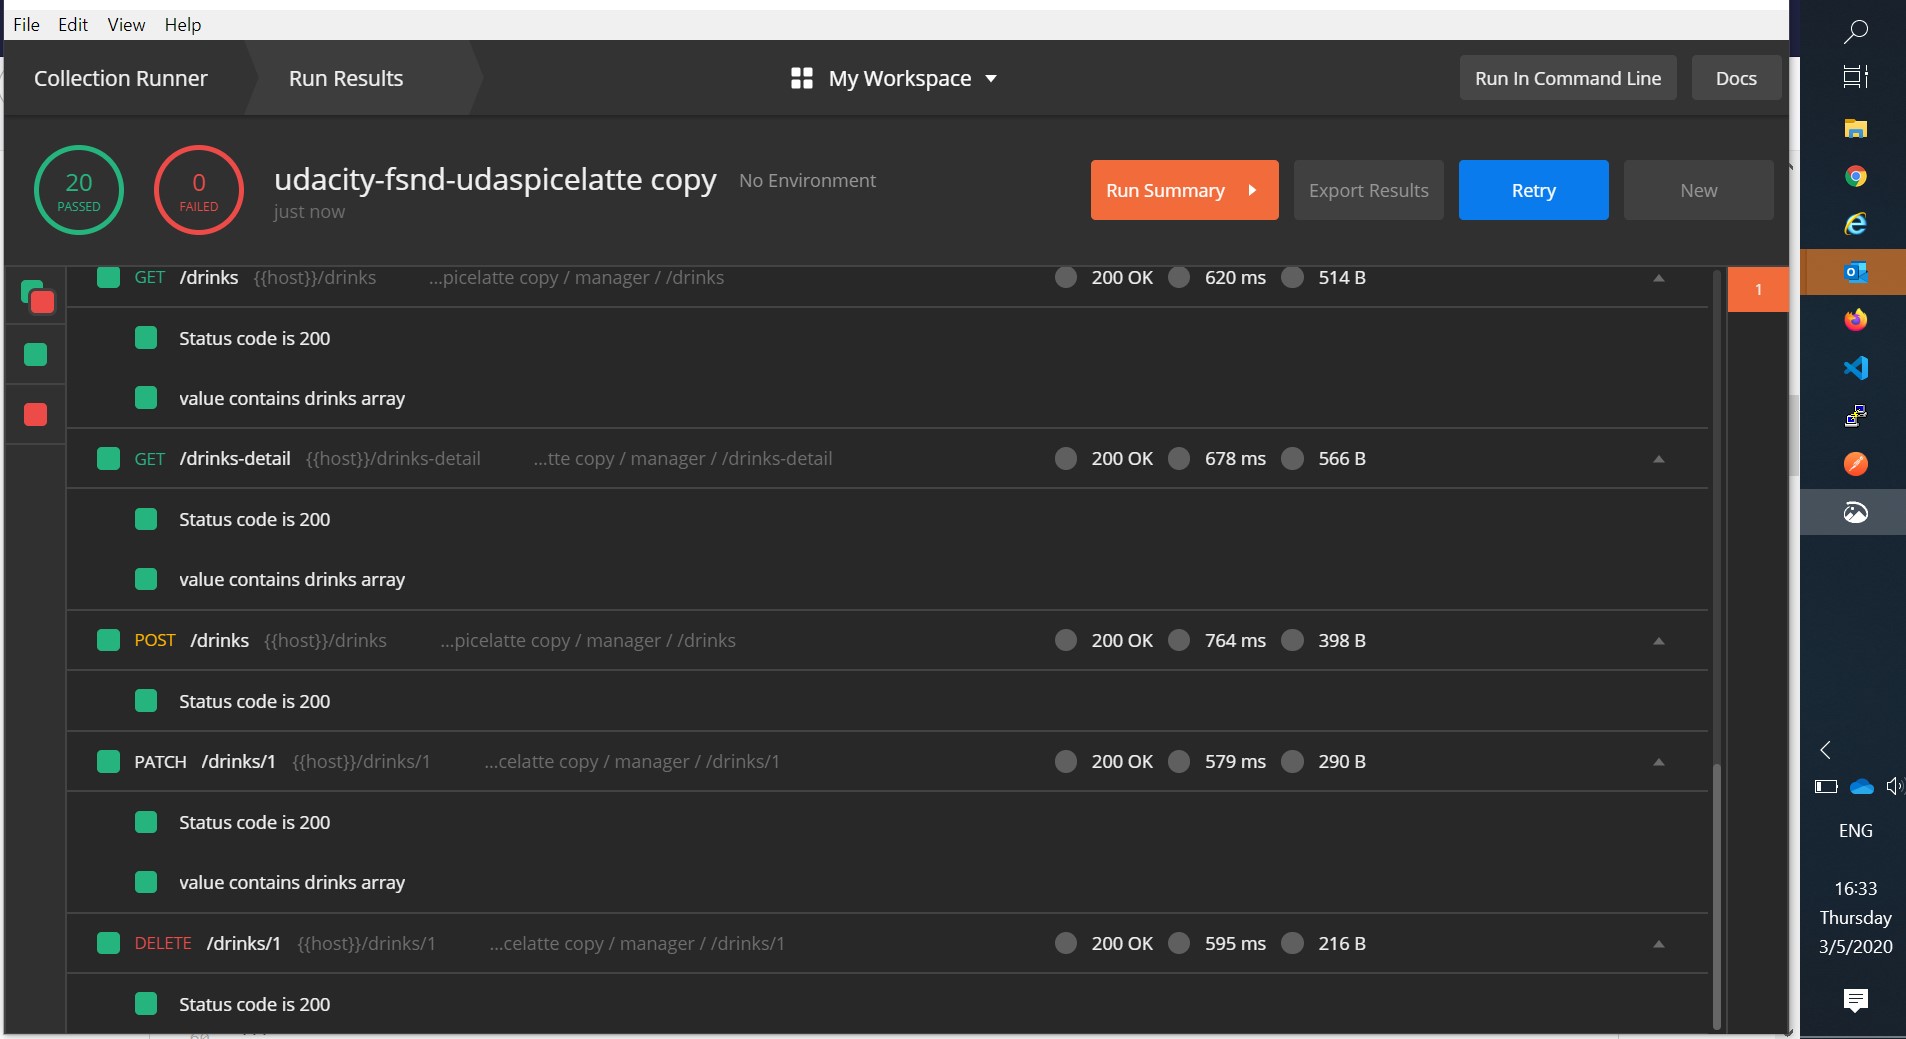 File Edit View Help
Collection Runner Run Results My Workspace Run In Command Line Docs
20 PASSED
0 FAILED
udacity-fsnd-udaspicelatte copy No Environment
just now
Run Summary Export Results Retry New
GET /drinks {{host}}/drinks ...picelatte copy / manager / /drinks 200 OK 620 ms 514 B
1
Status code is 200
value contains drinks array
GET /drinks-detail {{host}}/drinks-detail ...tte copy / manager / /drinks-detail 200 OK 678 ms 566 B
Status code is 200
value contains drinks array
POST /drinks {{host}}/drinks ...picelatte copy / manager / /drinks 200 OK 764 ms 398 B
Status code is 200
PATCH /drinks/1 {{host}}/drinks/1 ...celatte copy / manager / /drinks/1 200 OK 579 ms 290 B
Status code is 200
value contains drinks array
DELETE /drinks/1 {{host}}/drinks/1 ...celatte copy / manager / /drinks/1 200 OK 595 ms 216 B
Status code is 200
ENG
16:33
Thursday
3/5/2020